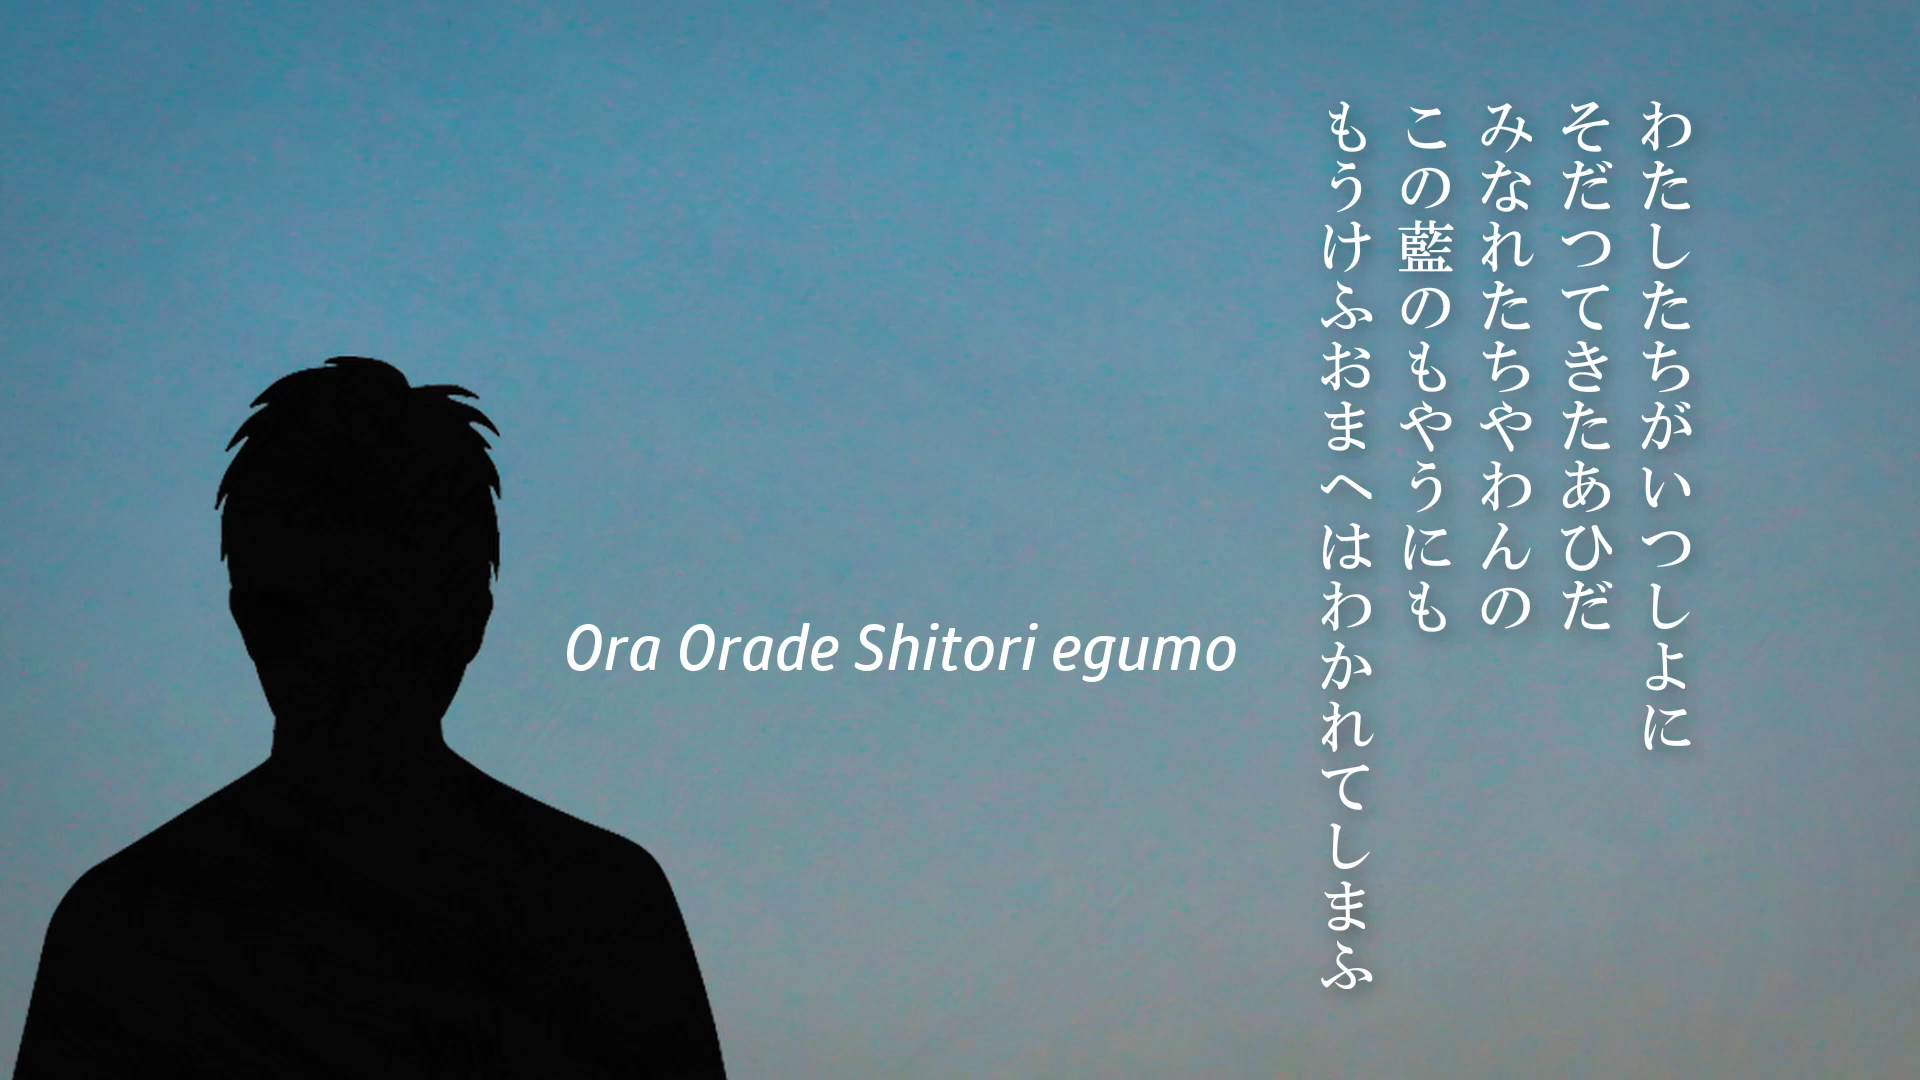 わたしたちがいつしよに
そだつてきたあひだ
みなれたちやわんの
この藍のもやうにも
もうけふおまへはわかれてしまふ
Ora Orade Shitori egumo